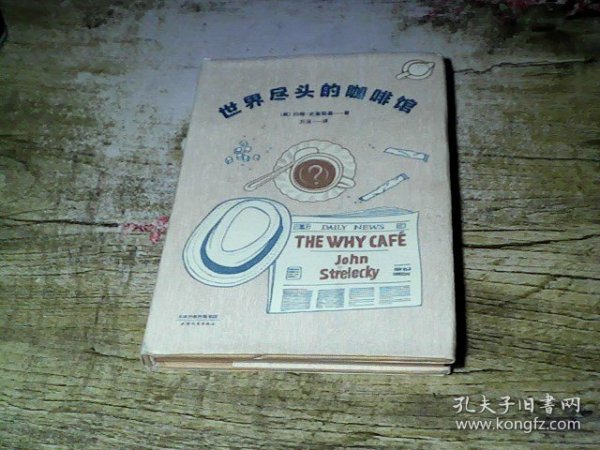 世界尽头的咖啡馆
DAILY NEWS
THE WHY CAFÉ
John
Strelecky
?
孔夫子旧书网
www.kongfz.com